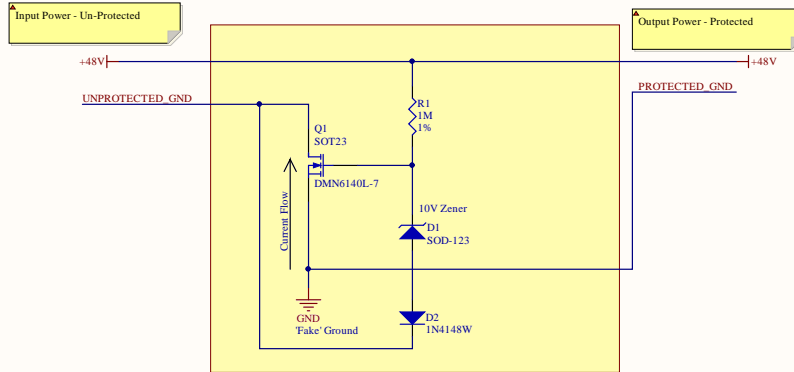 Input Power - Un-Protected
Output Power - Protected
+48V
+48V
UNPROTECTED_GND
PROTECTED_GND
R1
1M
1%
Q1
SOT23
DMN6140L-7
Current Flow
10V Zener
D1
SOD-123
GND
'Fake' Ground
D2
1N4148W